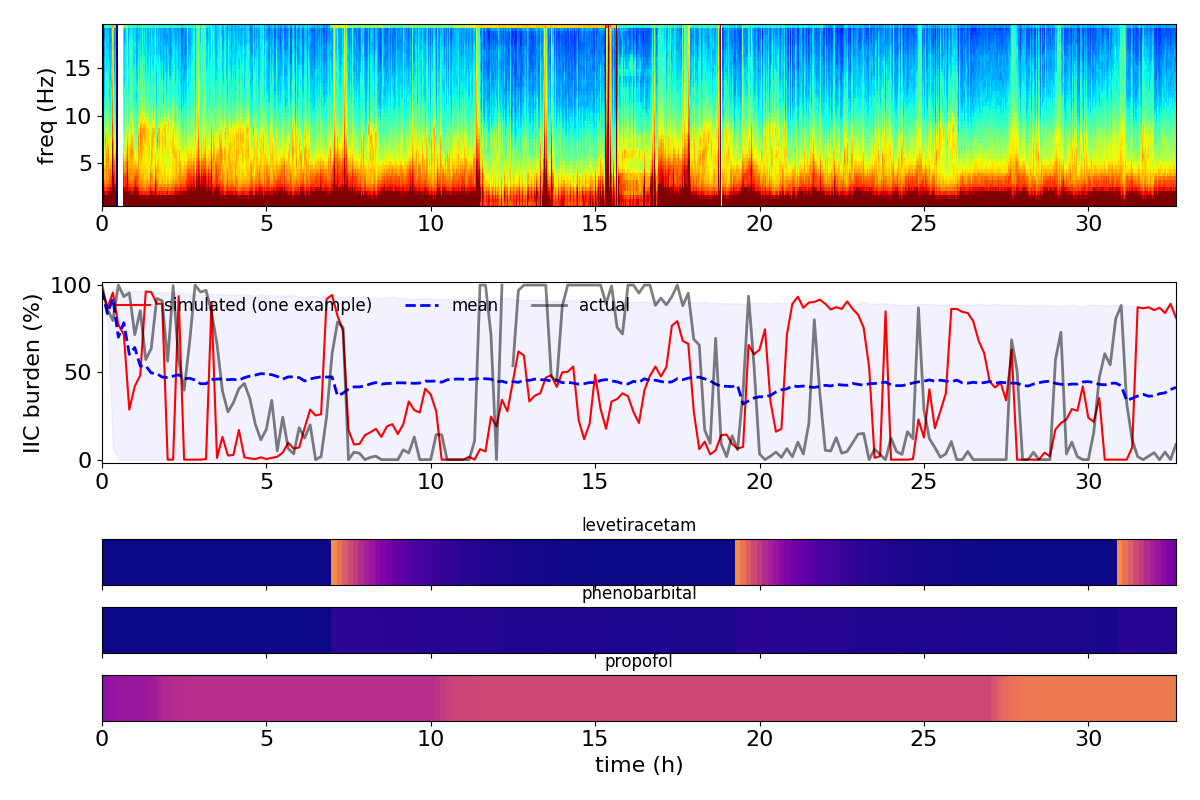 freq (Hz)
15
10
5
0 5 10 15 20 25 30
IIC burden (%)
100
50
0
simulated (one example) mean actual
0 5 10 15 20 25 30
levetiracetam
phenobarbital
propofol
0 5 10 15 20 25 30
time (h)